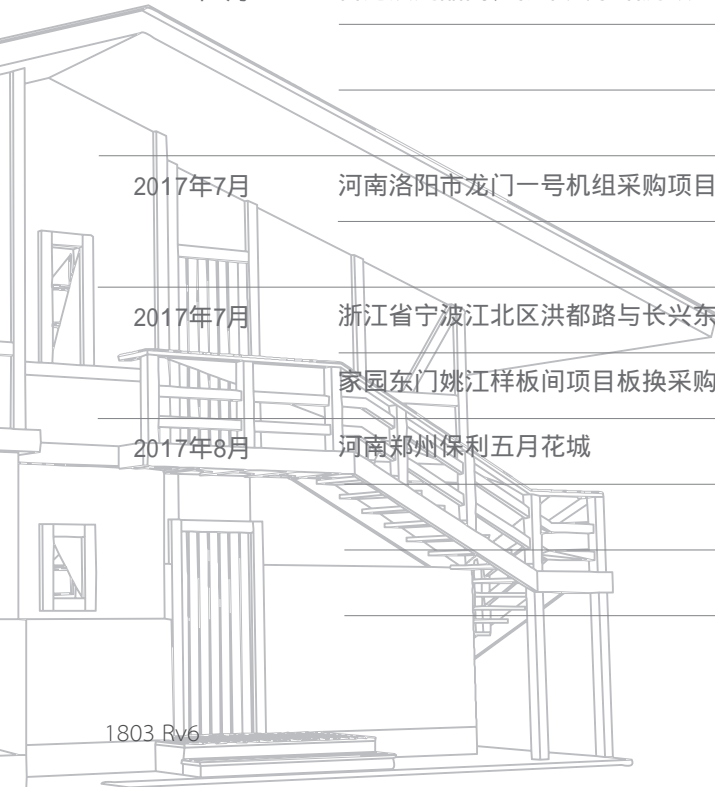 2017年7月 河南洛阳市龙门一号机组采购项目
2017年7月 浙江省宁波江北区洪都路与长兴东
家园东门姚江样板间项目板换采购
2017年8月 河南郑州保利五月花城
1803 Rv6